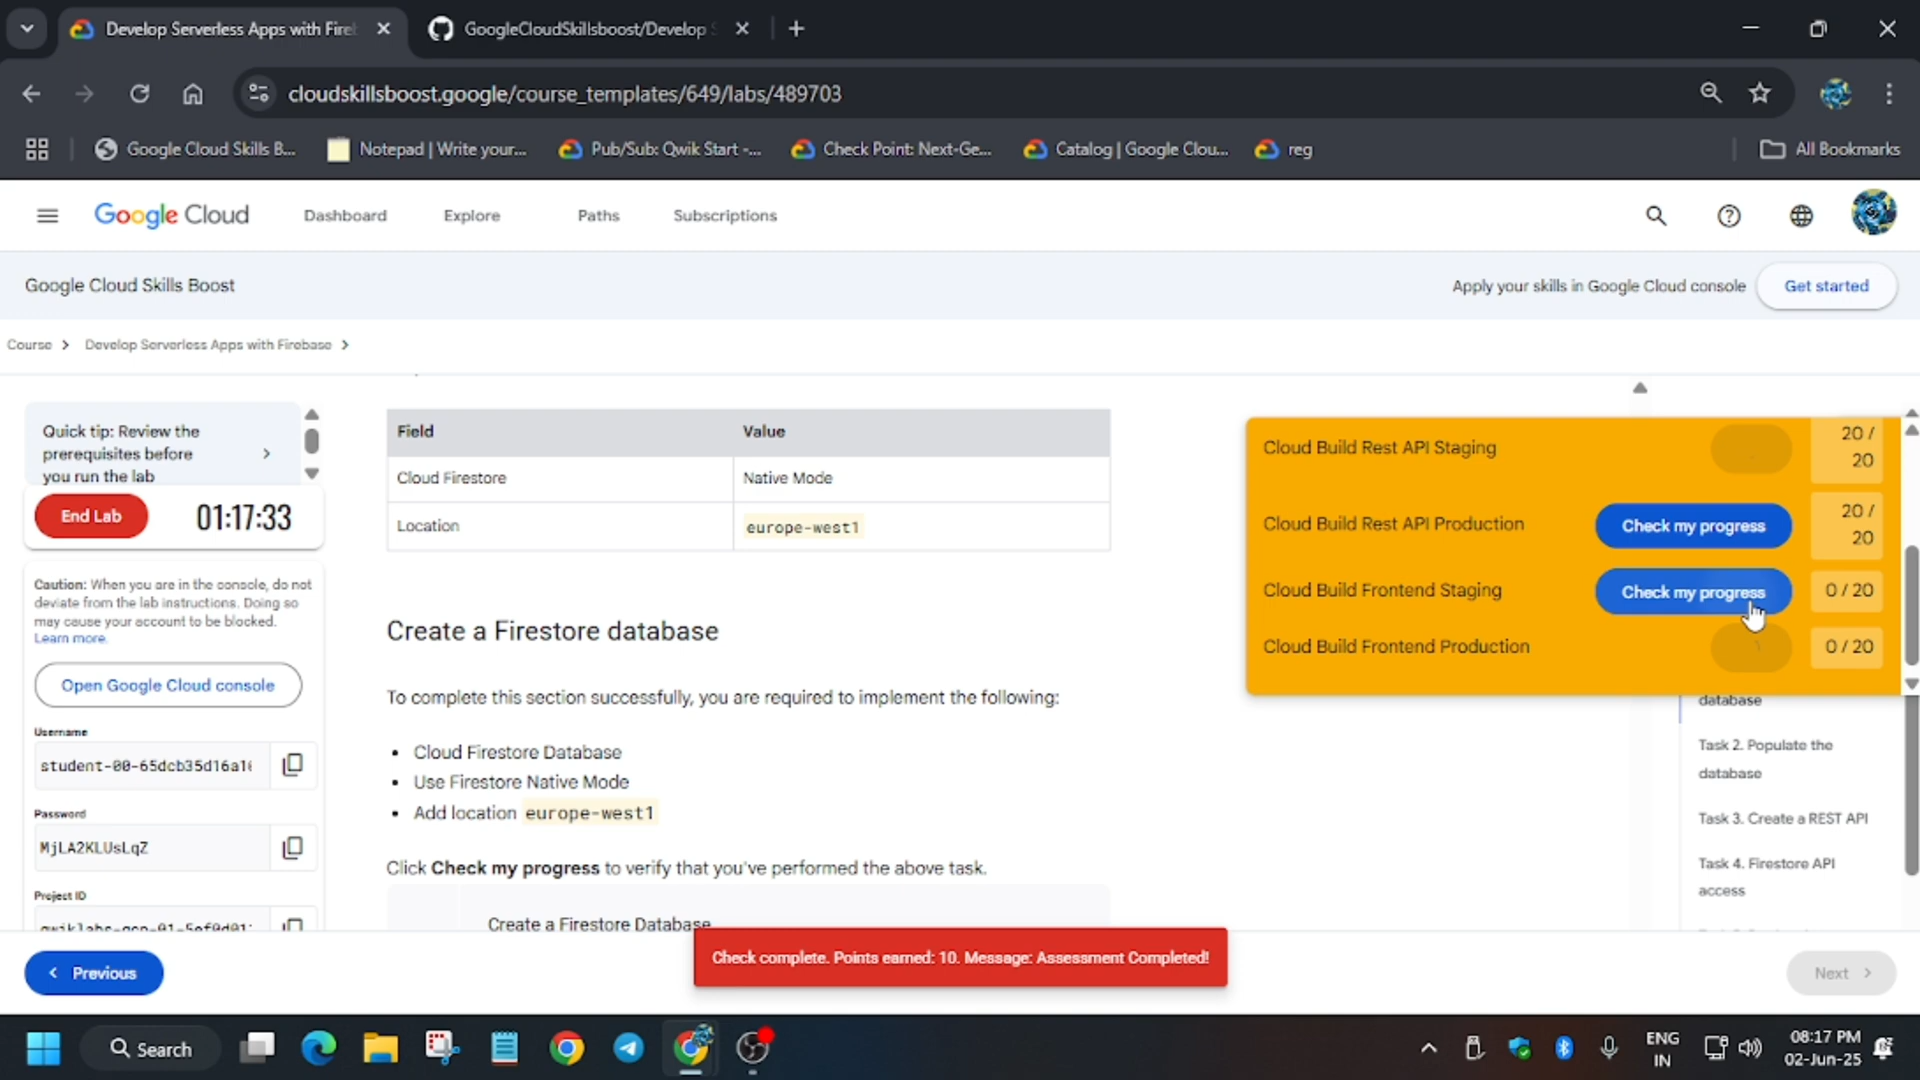 Develop Serverless Apps with Fire
GoogleCloudSkillsboost/Develop S
cloudskillsboost.google/course_templates/649/labs/489703
Google Cloud Skills B...
Notepad | Write your...
Pub/Sub: Qwik Start -...
Check Point: Next-Ge...
Catalog | Google Clou...
reg
All Bookmarks
Google Cloud
Dashboard
Explore
Paths
Subscriptions
Google Cloud Skills Boost
Apply your skills in Google Cloud console
Get started
Course
Develop Serverless Apps with Firebase
Quick tip: Review the
prerequisites before
you run the lab
End Lab
01:17:33
Caution: When you are in the console, do not
deviate from the lab instructions. Doing so
may cause your account to be blocked.
Learn more.
Open Google Cloud console
Username
student-00-65dcb35d16a1
Password
MjLA2KLUsLqZ
Project ID
Field
Value
Cloud Firestore
Native Mode
Location
europe-west1
Create a Firestore database
To complete this section successfully, you are required to implement the following:
• Cloud Firestore Database
• Use Firestore Native Mode
• Add location europe-west1
Click Check my progress to verify that you've performed the above task.
Create a Firestore Database
Cloud Build Rest API Staging
20 /
20
Cloud Build Rest API Production
Check my progress
20 /
20
Cloud Build Frontend Staging
Check my progress
0 / 20
Cloud Build Frontend Production
0 / 20
database
Task 2. Populate the
database
Task 3. Create a REST API
Task 4. Firestore API
access
Previous
Check complete. Points earned: 10. Message: Assessment Completed!
Next
Search
ENG
IN
08:17 PM
02-Jun-25